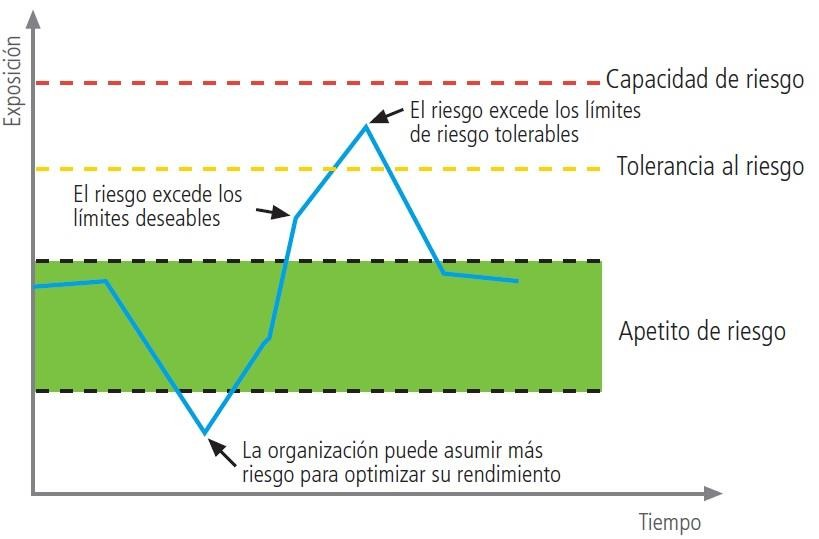 Exposición
Capacidad de riesgo
El riesgo excede los límites
de riesgo tolerables
Tolerancia al riesgo
El riesgo excede los
límites deseables
Apetito de riesgo
La organización puede asumir más
riesgo para optimizar su rendimiento
Tiempo